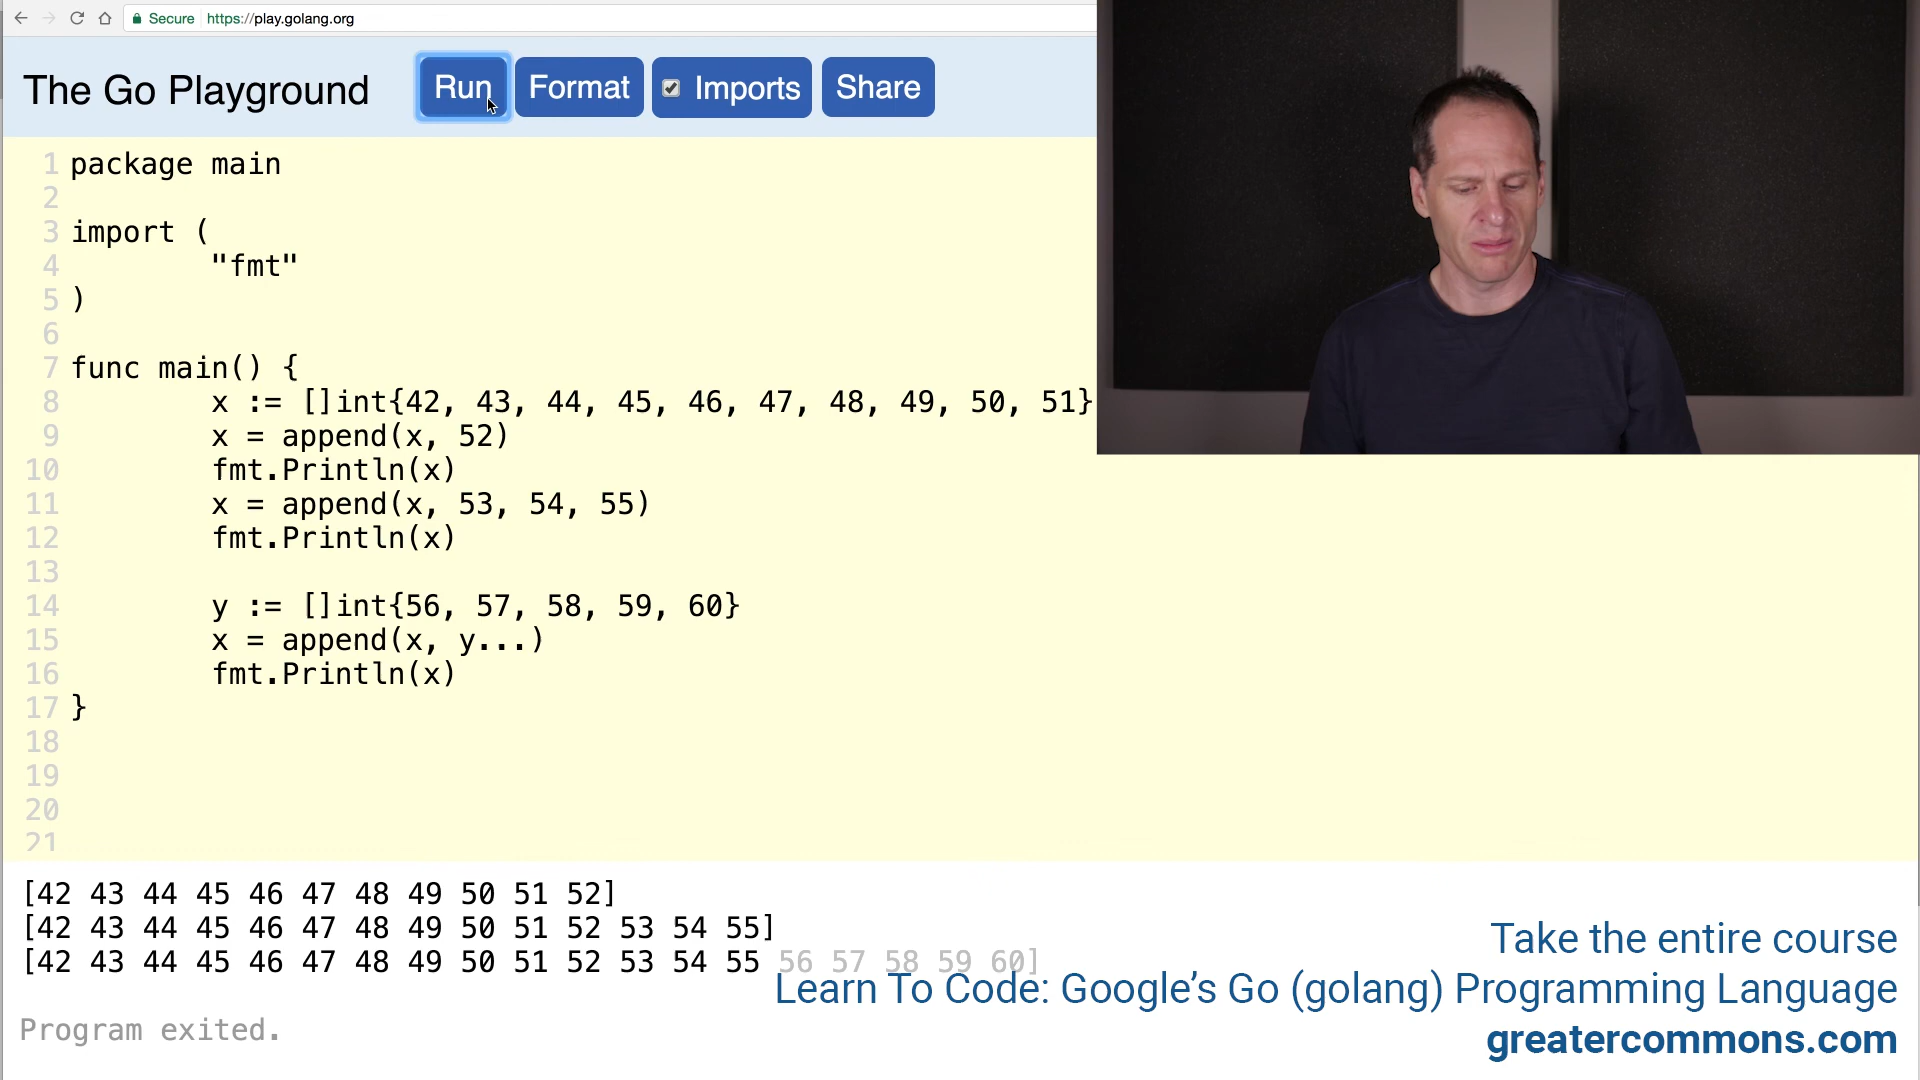 Secure https://play.golang.org
The Go Playground Run Format Imports Share
1 package main
2
3 import (
4 "fmt"
5 )
6
7 func main() {
8 x := []int{42, 43, 44, 45, 46, 47, 48, 49, 50, 51}
9 x = append(x, 52)
10 fmt.Println(x)
11 x = append(x, 53, 54, 55)
12 fmt.Println(x)
13
14 y := []int{56, 57, 58, 59, 60}
15 x = append(x, y...)
16 fmt.Println(x)
17 }
18
19
20
21
[42 43 44 45 46 47 48 49 50 51 52]
[42 43 44 45 46 47 48 49 50 51 52 53 54 55]
[42 43 44 45 46 47 48 49 50 51 52 53 54 55 56 57 58 59 60]
Program exited.
Take the entire course
Learn To Code: Google’s Go (golang) Programming Language
greatercommons.com